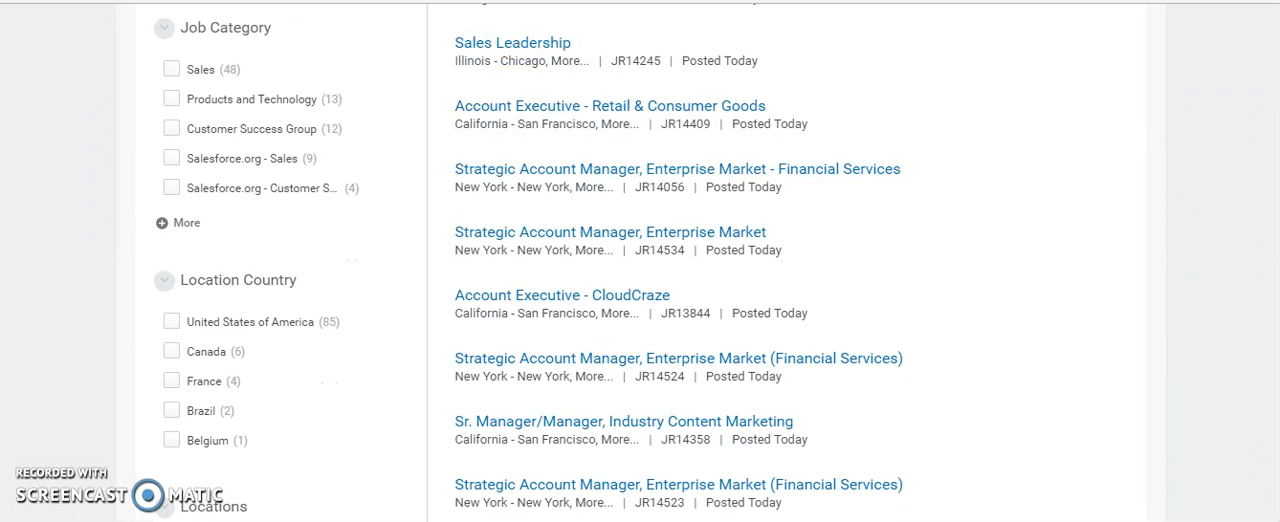 Job Category
Sales (48)
Products and Technology (13)
Customer Success Group (12)
Salesforce.org - Sales (9)
Salesforce.org - Customer S... (4)
More
Location Country
United States of America (85)
Canada (6)
France (4)
Brazil (2)
Belgium (1)
Locations
Sales Leadership
Illinois - Chicago, More... | JR14245 | Posted Today
Account Executive - Retail & Consumer Goods
California - San Francisco, More... | JR14409 | Posted Today
Strategic Account Manager, Enterprise Market - Financial Services
New York - New York, More... | JR14056 | Posted Today
Strategic Account Manager, Enterprise Market
New York - New York, More... | JR14534 | Posted Today
Account Executive - CloudCraze
California - San Francisco, More... | JR13844 | Posted Today
Strategic Account Manager, Enterprise Market (Financial Services)
New York - New York, More... | JR14524 | Posted Today
Sr. Manager/Manager, Industry Content Marketing
California - San Francisco, More... | JR14358 | Posted Today
Strategic Account Manager, Enterprise Market (Financial Services)
New York - New York, More... | JR14523 | Posted Today
RECORDED WITH
SCREENCAST MATIC